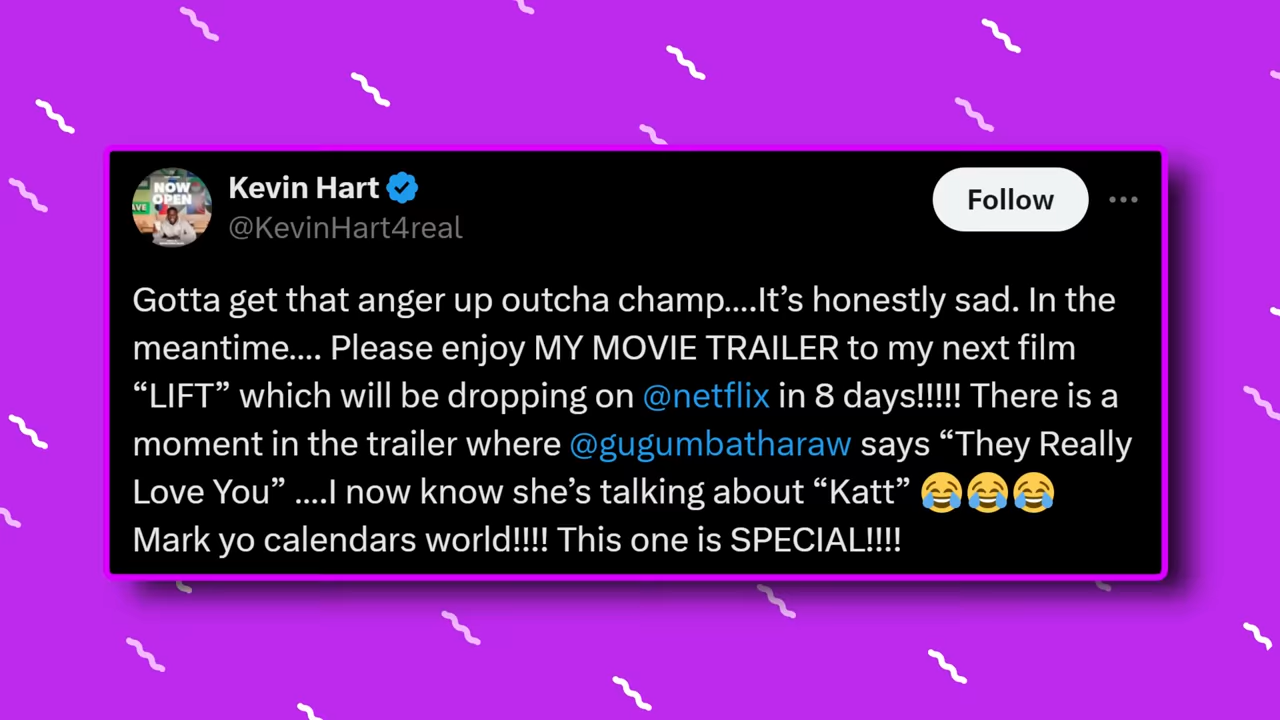 NOW
OPEN
AVE
Kevin Hart
@KevinHart4real
Follow
Gotta get that anger up outcha champ....It’s honestly sad. In the
meantime.... Please enjoy MY MOVIE TRAILER to my next film
“LIFT” which will be dropping on @netflix in 8 days!!!!! There is a
moment in the trailer where @gugumbatharaw says “They Really
Love You” ....I now know she’s talking about “Katt” 😂😂😂
Mark yo calendars world!!!! This one is SPECIAL!!!!